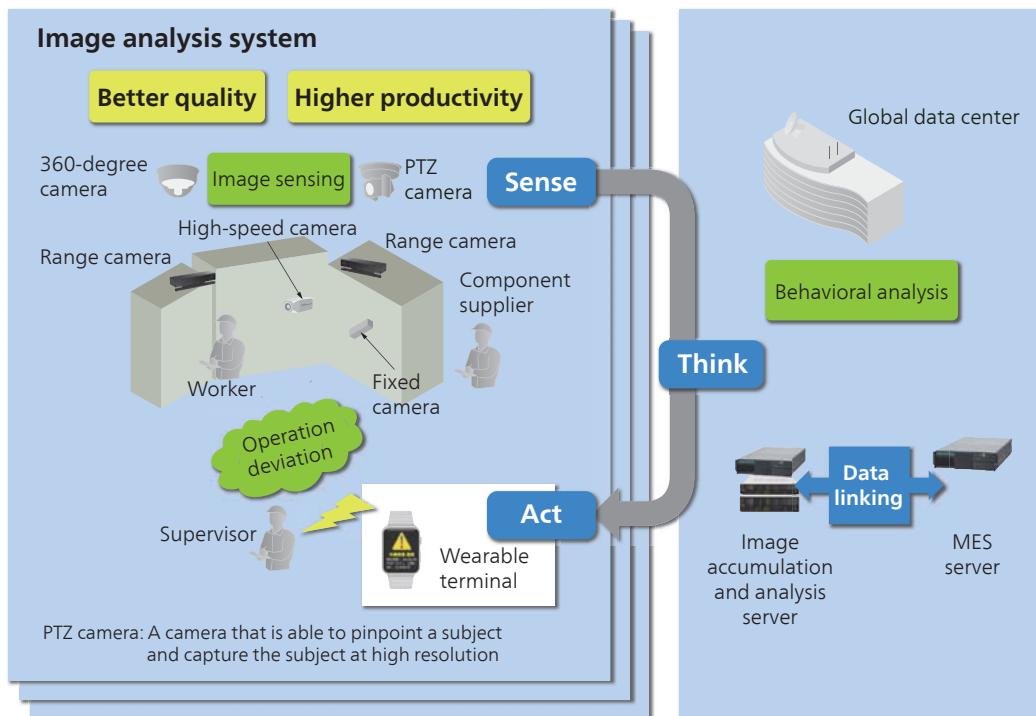 Image analysis system
Better quality
Higher productivity
360-degree
camera
Image sensing
PTZ
camera
Sense
High-speed camera
Range camera
Range camera
Component
supplier
Worker
Fixed
camera
Operation
deviation
Supervisor
Act
Wearable
terminal
PTZ camera: A camera that is able to pinpoint a subject
and capture the subject at high resolution
Think
Global data center
Behavioral analysis
Data
linking
Image
accumulation
and analysis
server
MES
server